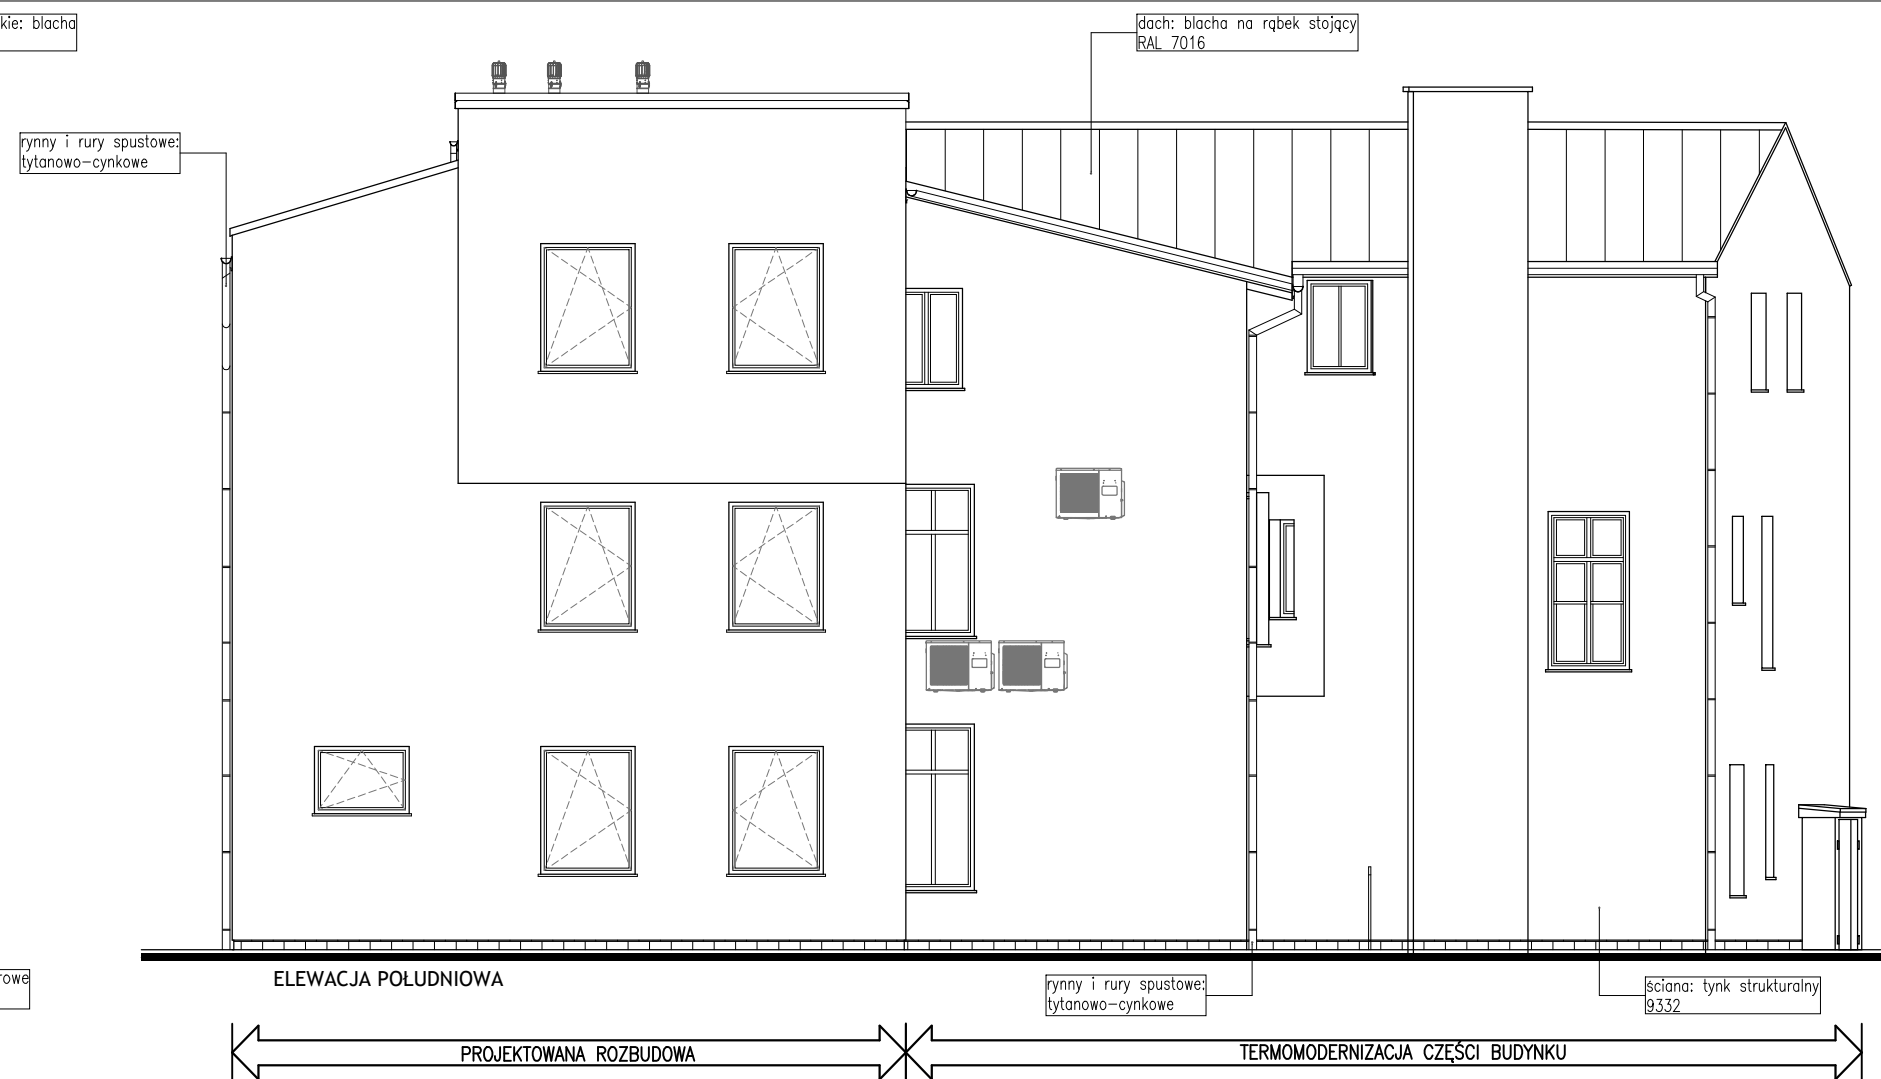 kie: blacha
dach: blacha na rąbek stojący
RAL 7016
rynny i rury spustowe:
tytanowo-cynkowe
rowe
ELEWACJA POŁUDNIOWA
rynny i rury spustowe:
tytanowo-cynkowe
ściana: tynk strukturalny
9332
PROJEKTOWANA ROZBUDOWA
TERMOMODERNIZACJA CZĘŚCI BUDYNKU